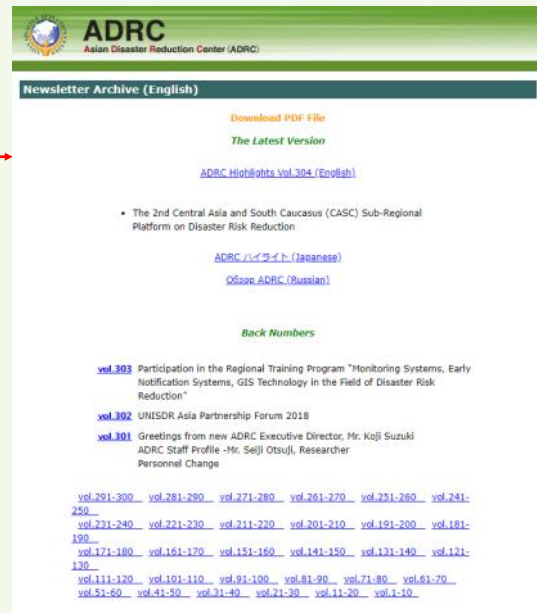 ADRC
Asian Disaster Reduction Center (ADRC)
Newsletter Archive (English)
Download PDF File
The Latest Version
ADRC Highlights Vol.304 (English)
• The 2nd Central Asia and South Caucasus (CASC) Sub-Regional
Platform on Disaster Risk Reduction
ADRC ハイライト (Japanese)
Обзор ADRC (Russian)
Back Numbers
vol.303 Participation in the Regional Training Program "Monitoring Systems, Early
Notification Systems, GIS Technology in the Field of Disaster Risk
Reduction"
vol.302 UNISDR Asia Partnership Forum 2018
vol.301 Greetings from new ADRC Executive Director, Mr. Koji Suzuki
ADRC Staff Profile -Mr. Seiji Otsuji, Researcher
Personnel Change
vol.291-300 vol.281-290 vol.271-280 vol.261-270 vol.251-260 vol.241-
250
vol.231-240 vol.221-230 vol.211-220 vol.201-210 vol.191-200 vol.181-
190
vol.171-180 vol.161-170 vol.151-160 vol.141-150 vol.131-140 vol.121-
130
vol.111-120 vol.101-110 vol.91-100 vol.81-90 vol.71-80 vol.61-70
vol.51-60 vol.41-50 vol.31-40 vol.21-30 vol.11-20 vol.1-10